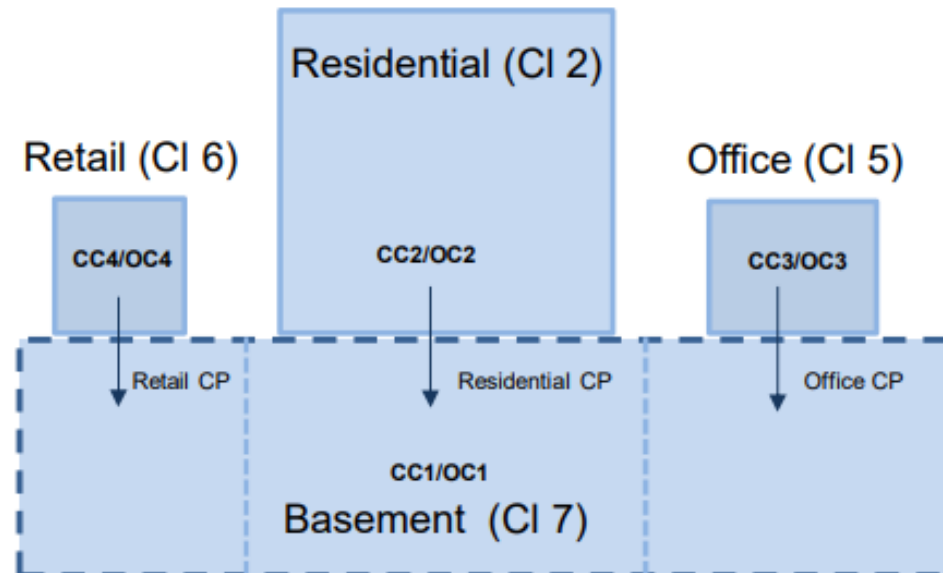 Residential (Cl 2)
Retail (Cl 6)
Office (Cl 5)
CC4/OC4
CC2/OC2
CC3/OC3
Retail CP
Residential CP
Office CP
CC1/OC1
Basement (Cl 7)